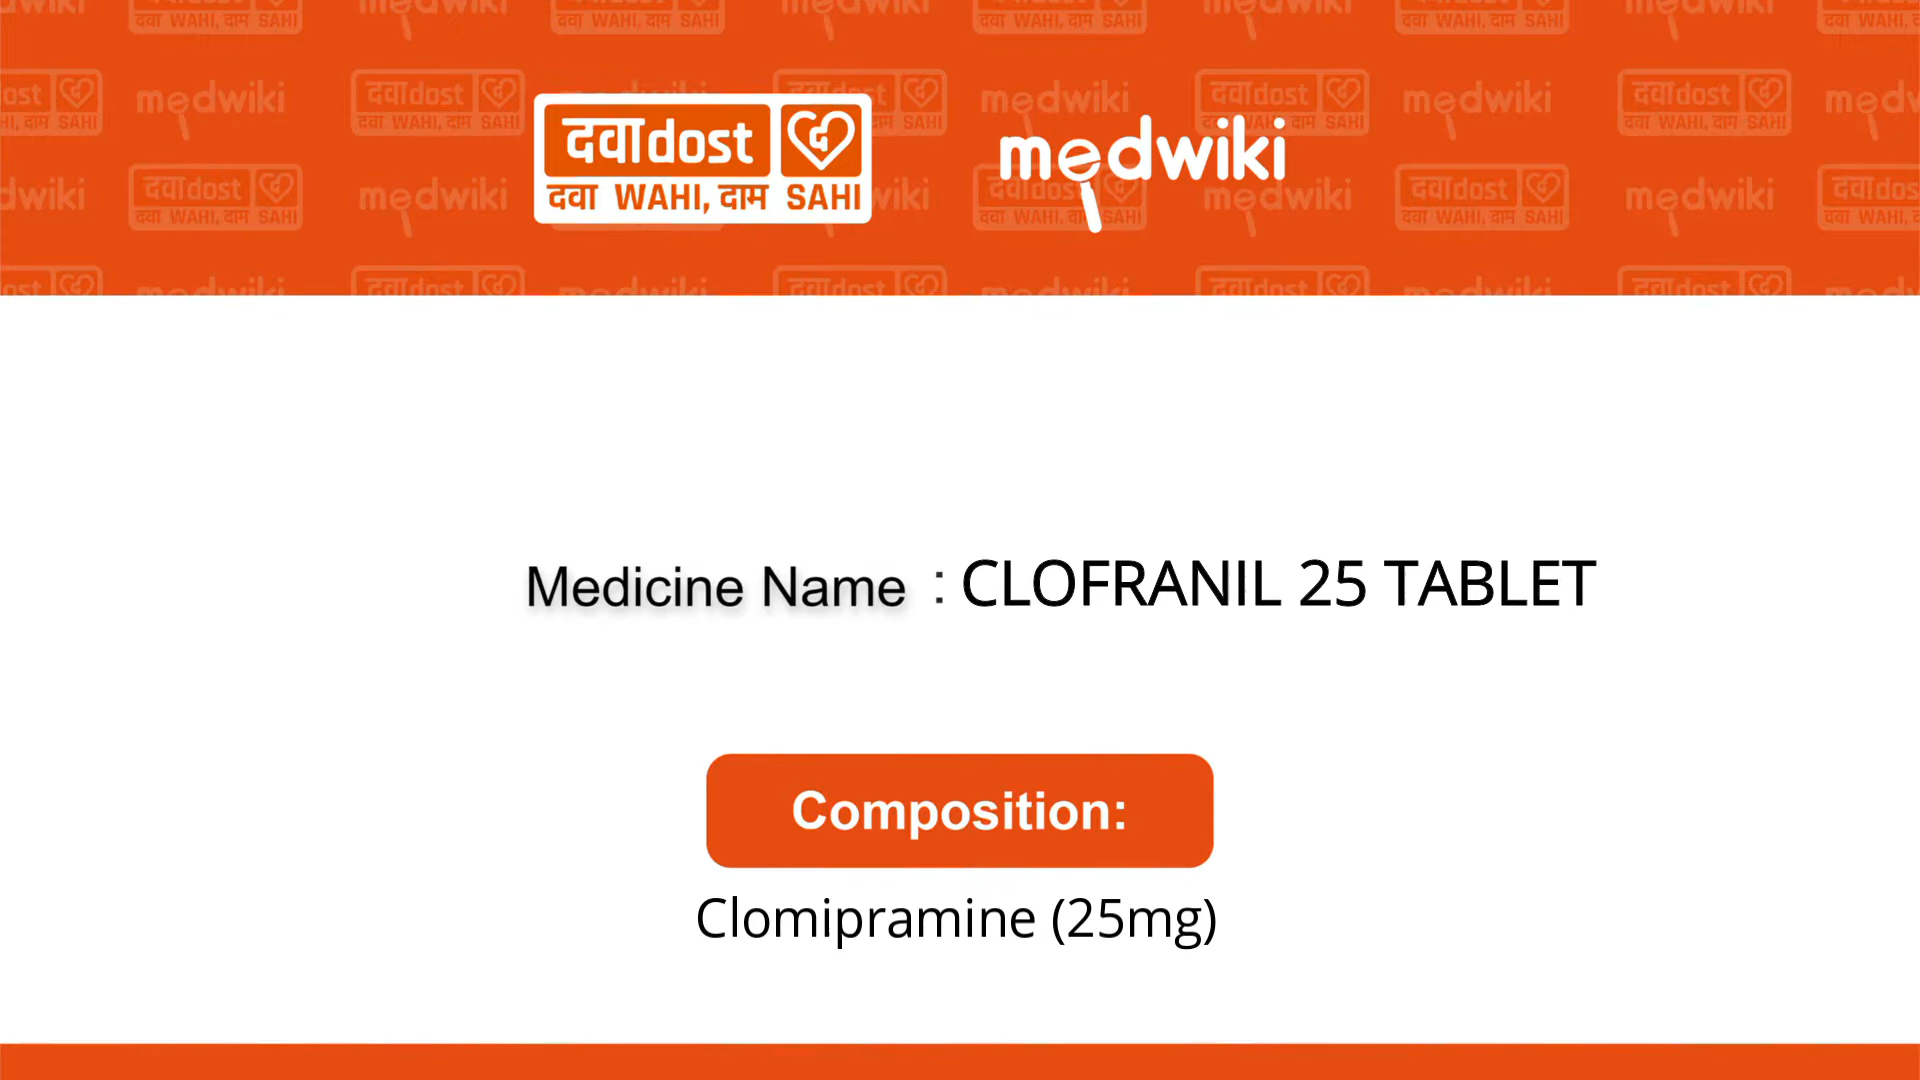 दवाdost
दवा WAHI, दाम SAHI
medwiki
Medicine Name : CLOFRANIL 25 TABLET
Composition:
Clomipramine (25mg)